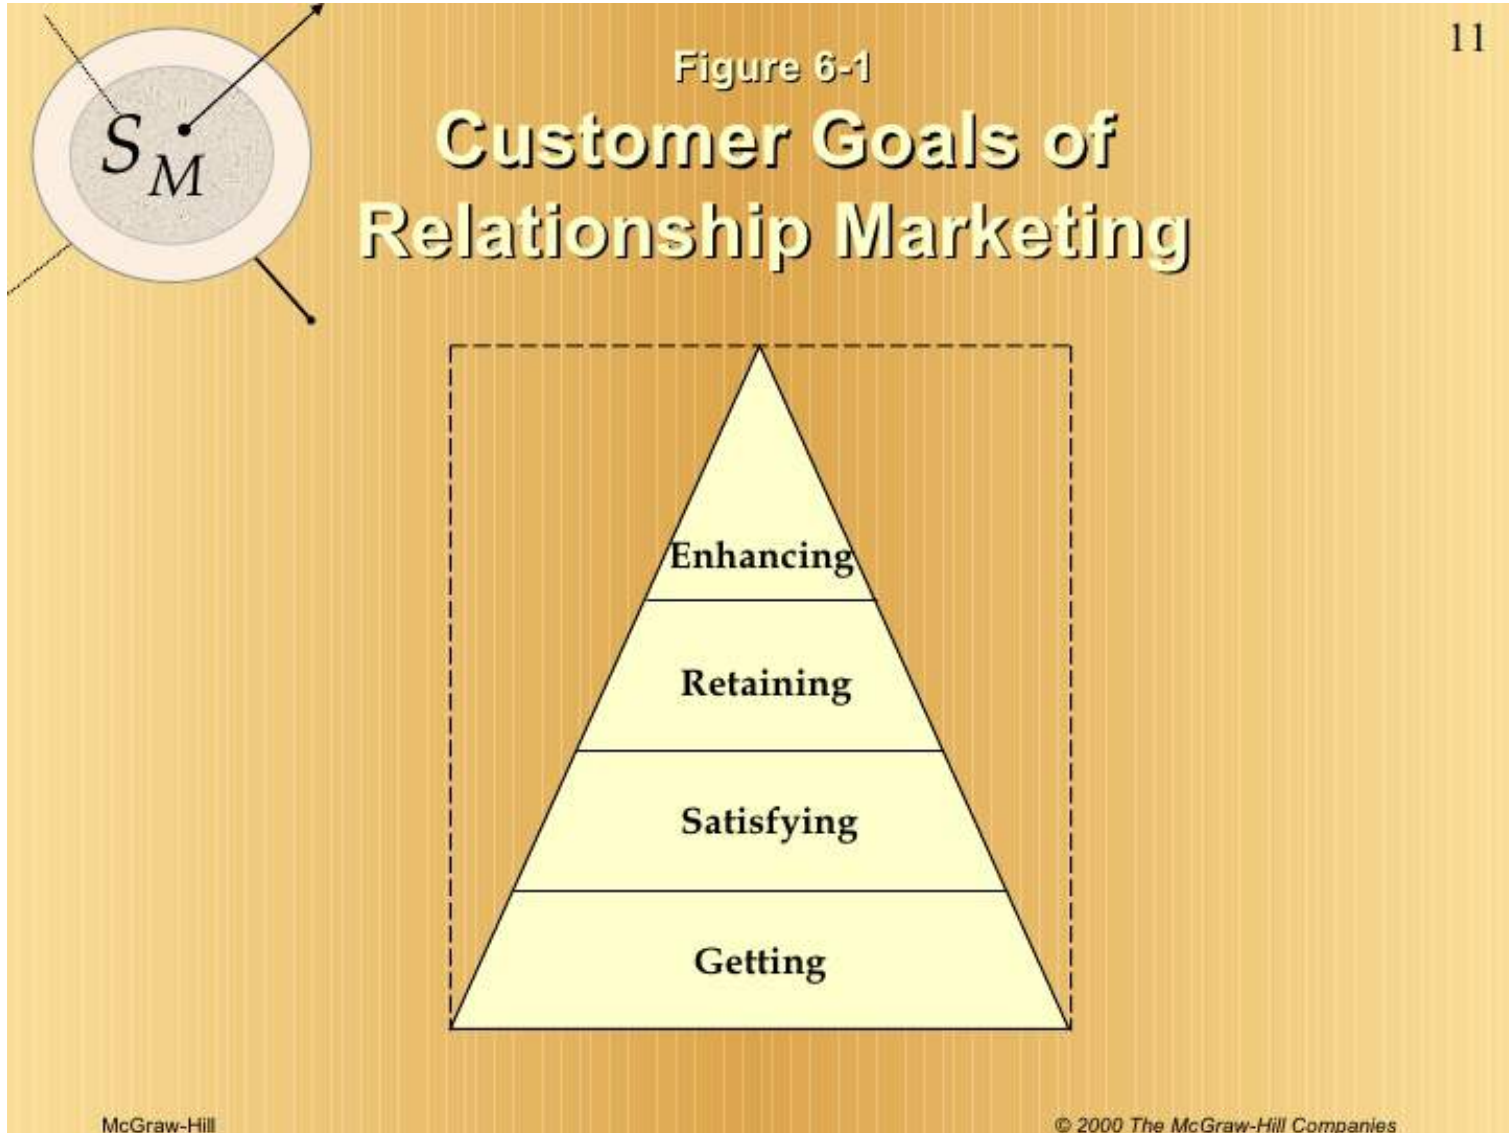 11
Figure 6-1
Customer Goals of
Relationship Marketing
S M
Enhancing
Retaining
Satisfying
Getting
McGraw-Hill
© 2000 The McGraw-Hill Companies